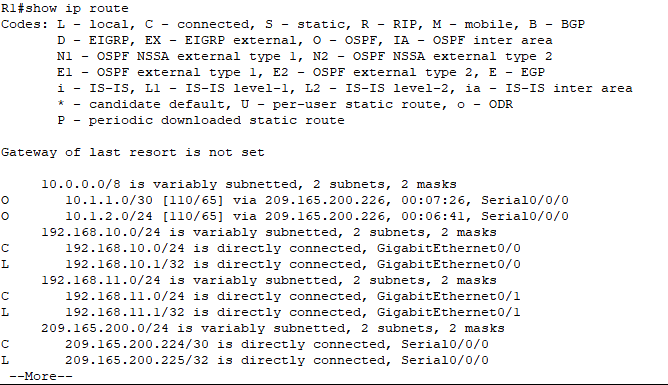 R1#show ip route
Codes: L - local, C - connected, S - static, R - RIP, M - mobile, B - BGP
       D - EIGRP, EX - EIGRP external, O - OSPF, IA - OSPF inter area
       N1 - OSPF NSSA external type 1, N2 - OSPF NSSA external type 2
       E1 - OSPF external type 1, E2 - OSPF external type 2, E - EGP
       i - IS-IS, L1 - IS-IS level-1, L2 - IS-IS level-2, ia - IS-IS inter area
       * - candidate default, U - per-user static route, o - ODR
       P - periodic downloaded static route

Gateway of last resort is not set

     10.0.0.0/8 is variably subnetted, 2 subnets, 2 masks
O       10.1.1.0/30 [110/65] via 209.165.200.226, 00:07:26, Serial0/0/0
O       10.1.2.0/24 [110/65] via 209.165.200.226, 00:06:41, Serial0/0/0
     192.168.10.0/24 is variably subnetted, 2 subnets, 2 masks
C       192.168.10.0/24 is directly connected, GigabitEthernet0/0
L       192.168.10.1/32 is directly connected, GigabitEthernet0/0
     192.168.11.0/24 is variably subnetted, 2 subnets, 2 masks
C       192.168.11.0/24 is directly connected, GigabitEthernet0/1
L       192.168.11.1/32 is directly connected, GigabitEthernet0/1
     209.165.200.0/24 is variably subnetted, 2 subnets, 2 masks
C       209.165.200.224/30 is directly connected, Serial0/0/0
L       209.165.200.225/32 is directly connected, Serial0/0/0
 --More--